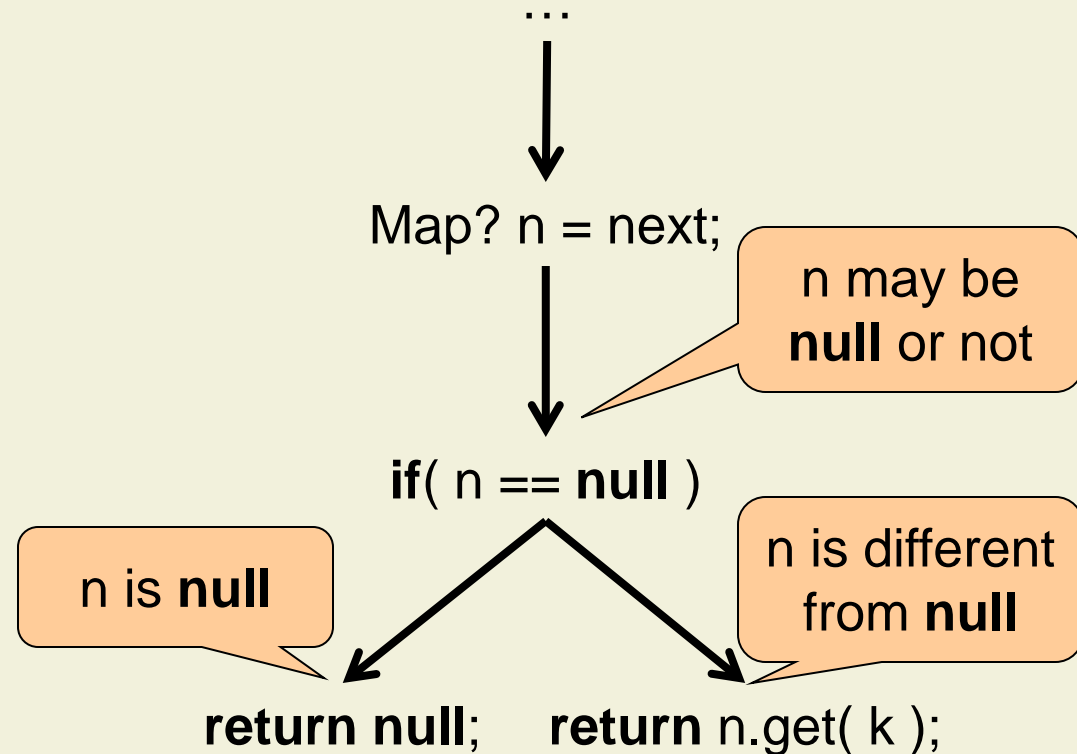 …
Map? n = next;
n may be
null or not
if( n == null )
n is null
n is different
from null
return null;
return n.get( k );